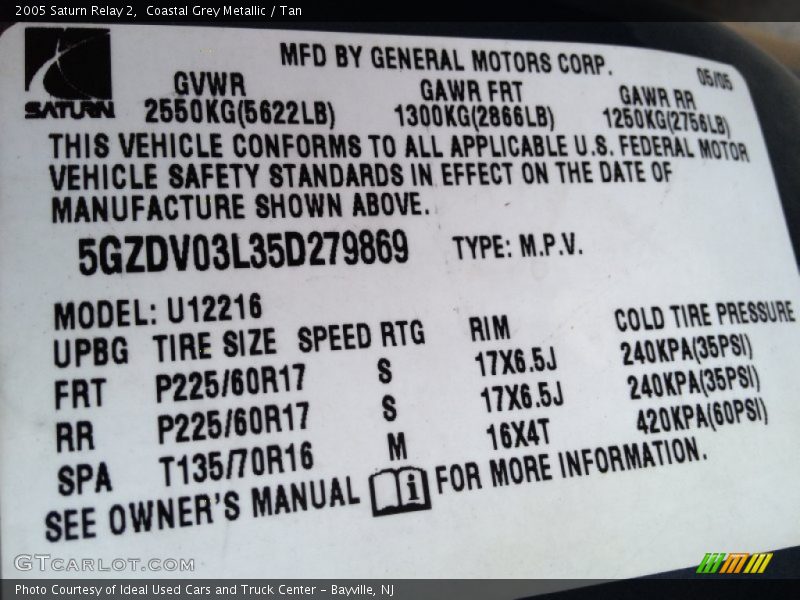 2005 Saturn Relay 2,  Coastal Grey Metallic / Tan
MFD BY GENERAL MOTORS CORP.
05/05
SATURN
GVWR GAWR FRT GAWR RR
2550KG(5622LB) 1300KG(2866LB) 1250KG(2756LB)
THIS VEHICLE CONFORMS TO ALL APPLICABLE U.S. FEDERAL MOTOR
VEHICLE SAFETY STANDARDS IN EFFECT ON THE DATE OF
MANUFACTURE SHOWN ABOVE.
5GZDV03L35D279869 TYPE: M.P.V.
MODEL: U12216
UPBG TIRE SIZE SPEED RTG RIM COLD TIRE PRESSURE
FRT P225/60R17 S 17X6.5J 240KPA(35PSI)
RR P225/60R17 S 17X6.5J 240KPA(35PSI)
SPA T135/70R16 M 16X4T 420KPA(60PSI)
SEE OWNER'S MANUAL i FOR MORE INFORMATION.
GTCARLOT.COM
Photo Courtesy of Ideal Used Cars and Truck Center - Bayville, NJ